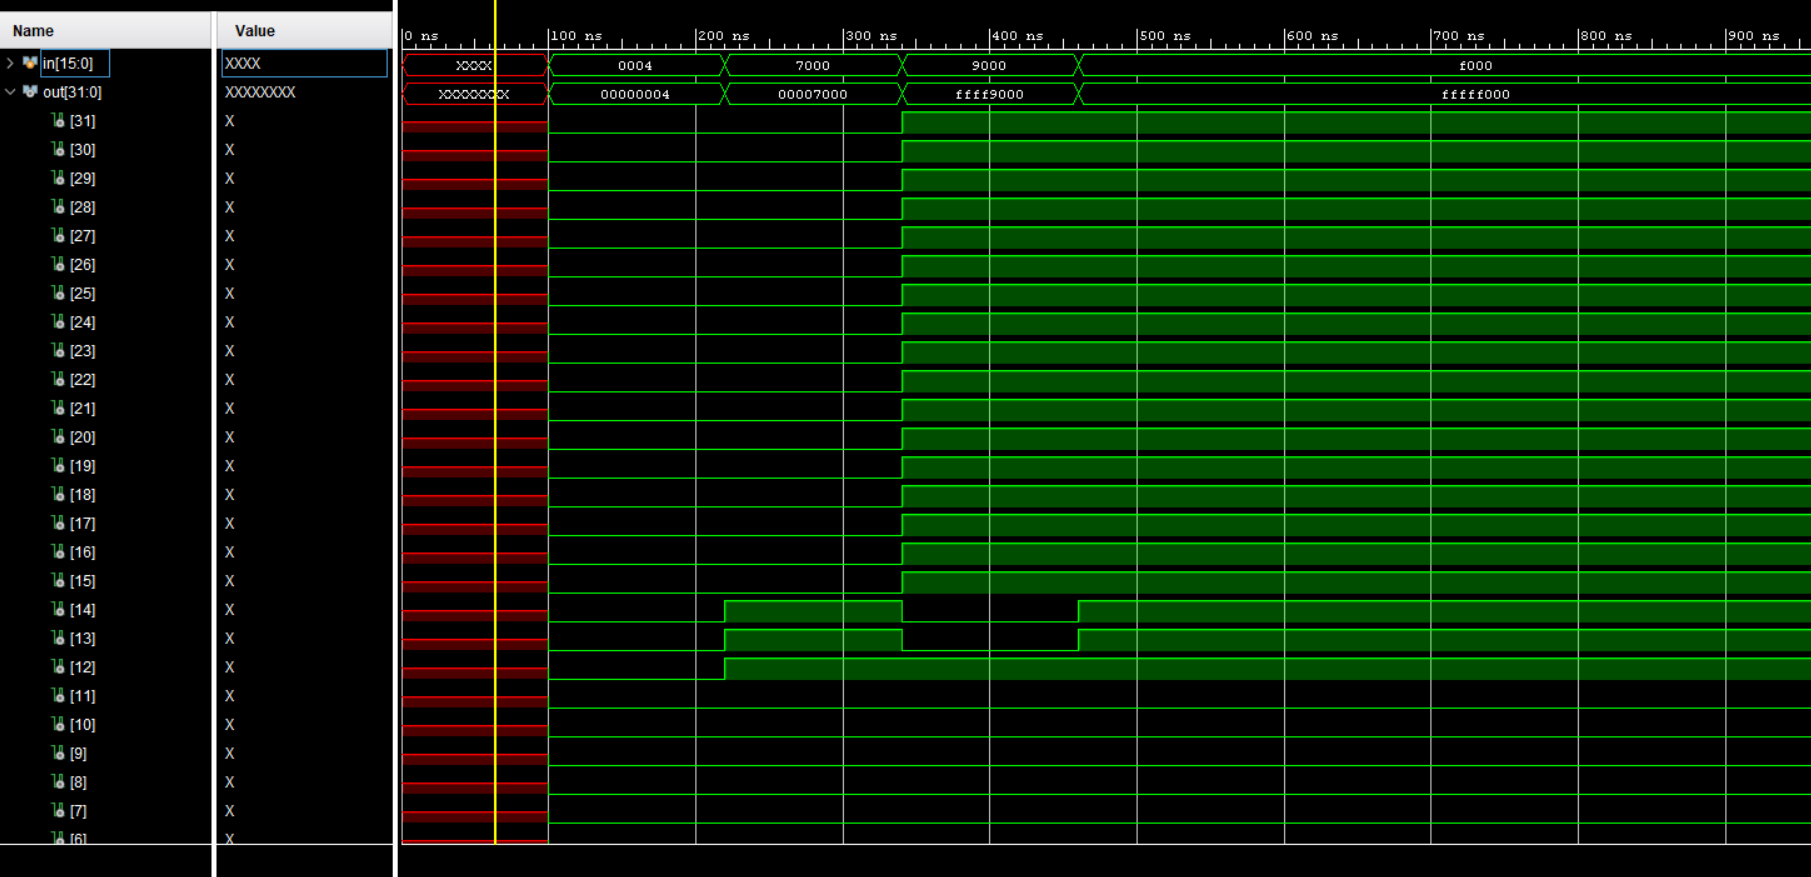 Name Value 0 ns 100 ns 200 ns 300 ns 400 ns 500 ns 600 ns 700 ns 800 ns 900 ns
in[15:0] XXXX XXXX 0004 7000 9000 f000
out[31:0] XXXXXXXX XXXXXXXX 00000004 00007000 ffff9000 fffff000
[31] X
[30] X
[29] X
[28] X
[27] X
[26] X
[25] X
[24] X
[23] X
[22] X
[21] X
[20] X
[19] X
[18] X
[17] X
[16] X
[15] X
[14] X
[13] X
[12] X
[11] X
[10] X
[9] X
[8] X
[7] X
[6] X